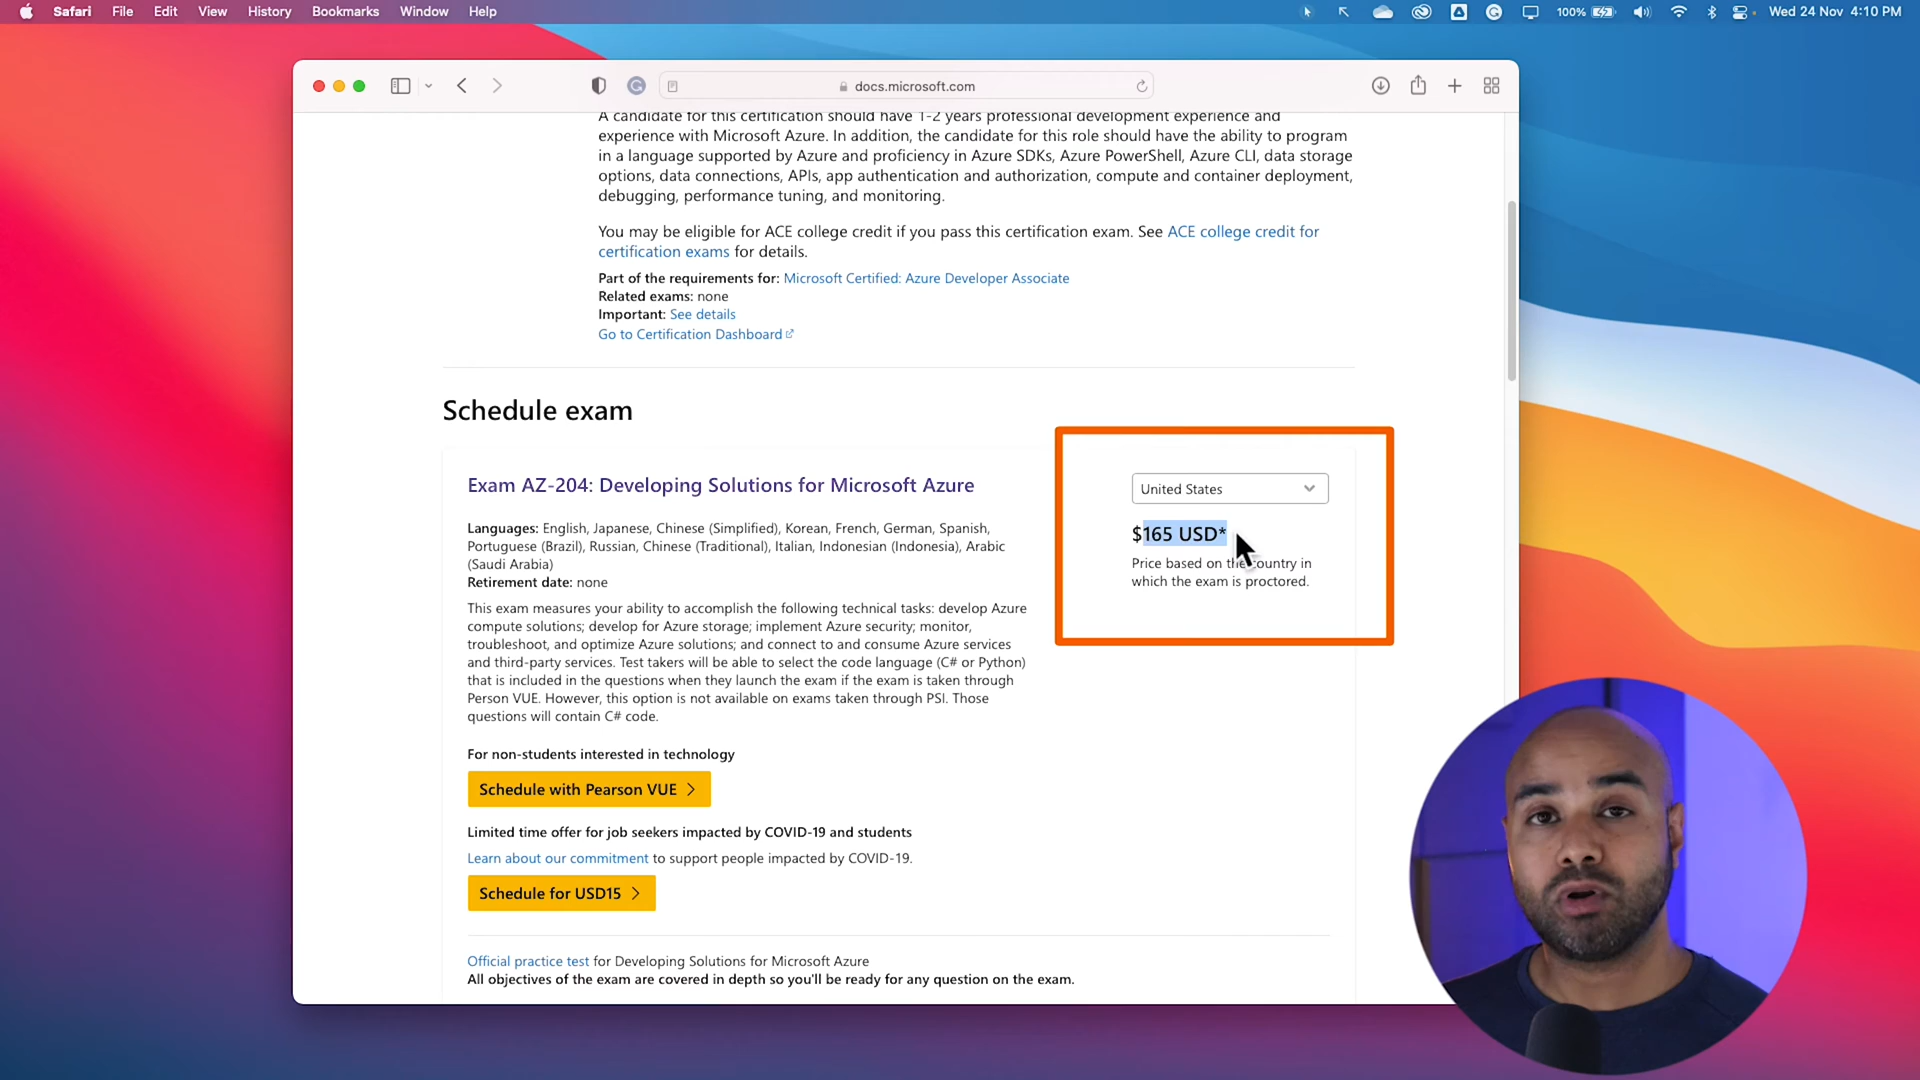 Safari File Edit View History Bookmarks Window Help 100% Wed 24 Nov 4:10 PM
docs.microsoft.com
A candidate for this certification should have 1-2 years professional development experience and
experience with Microsoft Azure. In addition, the candidate for this role should have the ability to program
in a language supported by Azure and proficiency in Azure SDKs, Azure PowerShell, Azure CLI, data storage
options, data connections, APIs, app authentication and authorization, compute and container deployment,
debugging, performance tuning, and monitoring.
You may be eligible for ACE college credit if you pass this certification exam. See ACE college credit for
certification exams for details.
Part of the requirements for: Microsoft Certified: Azure Developer Associate
Related exams: none
Important: See details
Go to Certification Dashboard
Schedule exam
Exam AZ-204: Developing Solutions for Microsoft Azure
Languages: English, Japanese, Chinese (Simplified), Korean, French, German, Spanish,
Portuguese (Brazil), Russian, Chinese (Traditional), Italian, Indonesian (Indonesia), Arabic
(Saudi Arabia)
Retirement date: none
This exam measures your ability to accomplish the following technical tasks: develop Azure
compute solutions; develop for Azure storage; implement Azure security; monitor,
troubleshoot, and optimize Azure solutions; and connect to and consume Azure services
and third-party services. Test takers will be able to select the code language (C# or Python)
that is included in the questions when they launch the exam if the exam is taken through
Person VUE. However, this option is not available on exams taken through PSI. Those
questions will contain C# code.
United States
$165 USD*
Price based on the country in
which the exam is proctored.
For non-students interested in technology
Schedule with Pearson VUE
Limited time offer for job seekers impacted by COVID-19 and students
Learn about our commitment to support people impacted by COVID-19.
Schedule for USD15
Official practice test for Developing Solutions for Microsoft Azure
All objectives of the exam are covered in depth so you'll be ready for any question on the exam.